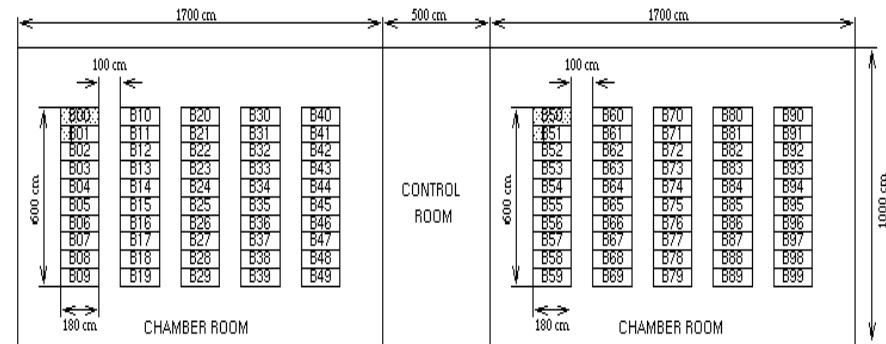 1700 cm. 500 cm. 1700 cm.
100 cm. 100 cm.
B00 B10 B20 B30 B40 B50 B60 B70 B80 B90
B01 B11 B21 B31 B41 B51 B61 B71 B81 B91
B02 B12 B22 B32 B42 B52 B62 B72 B82 B92
B03 B13 B23 B33 B43 B53 B63 B73 B83 B93
B04 B14 B24 B34 B44 B54 B64 B74 B84 B94
B05 B15 B25 B35 B45 B55 B65 B75 B85 B95
B06 B16 B26 B36 B46 B56 B66 B76 B86 B96
B07 B17 B27 B37 B47 B57 B67 B77 B87 B97
B08 B18 B28 B38 B48 B58 B68 B78 B88 B98
B09 B19 B29 B39 B49 B59 B69 B79 B89 B99
600 cm.
CONTROL
ROOM
600 cm.
1000 cm.
180 cm. CHAMBER ROOM
180 cm. CHAMBER ROOM